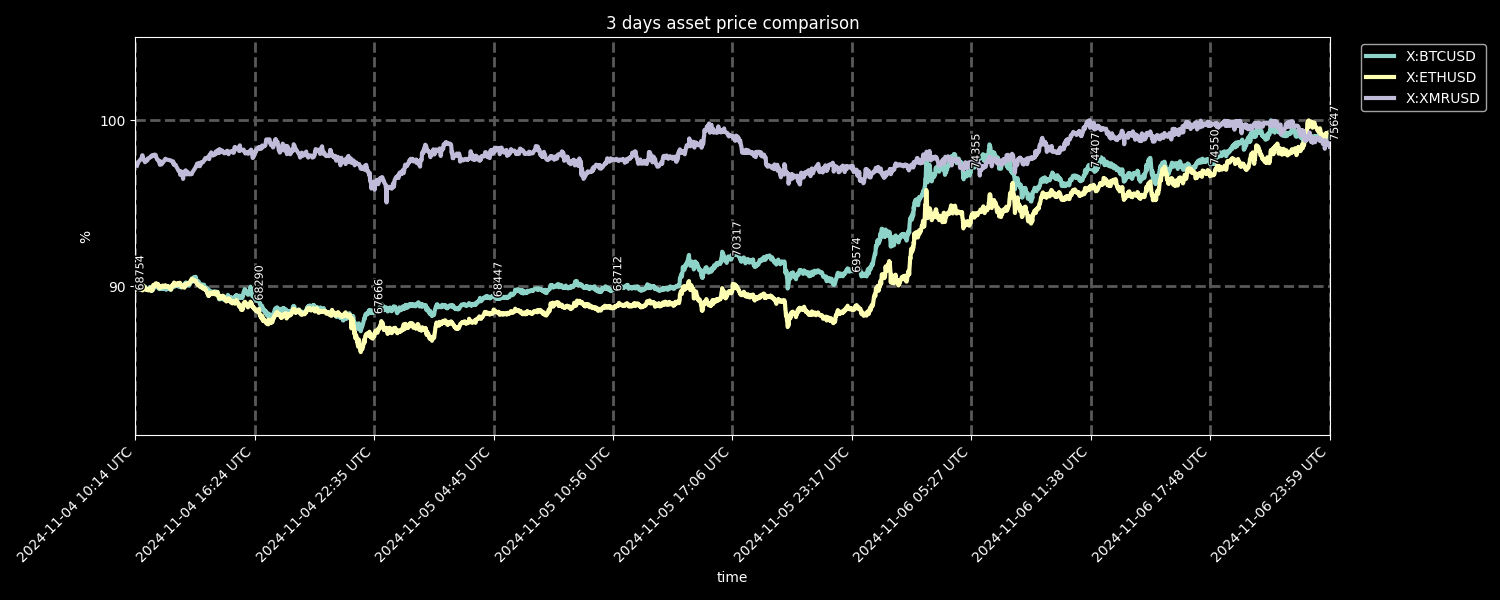 3 days asset price comparison
X:BTCUSD
X:ETHUSD
X:XMRUSD
100
90
%
68754
68290
67666
68447
68712
70317
69574
74355
74407
74550
75647
2024-11-04 10:14 UTC
2024-11-04 16:24 UTC
2024-11-04 22:35 UTC
2024-11-05 04:45 UTC
2024-11-05 10:56 UTC
2024-11-05 17:06 UTC
2024-11-05 23:17 UTC
2024-11-06 05:27 UTC
2024-11-06 11:38 UTC
2024-11-06 17:48 UTC
2024-11-06 23:59 UTC
time